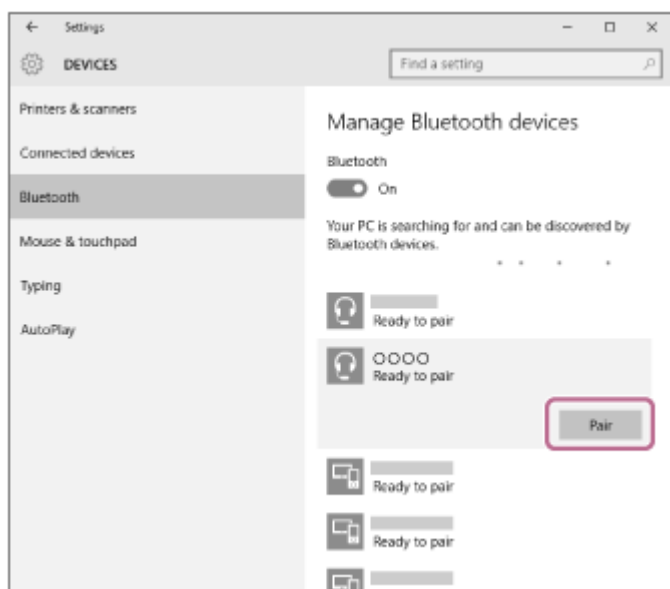 Settings
DEVICES
Find a setting
Printers & scanners
Connected devices
Bluetooth
Mouse & touchpad
Typing
AutoPlay
Manage Bluetooth devices
Bluetooth
On
Your PC is searching for and can be discovered by
Bluetooth devices.
Ready to pair
OOOO
Ready to pair
Pair
Ready to pair
Ready to pair